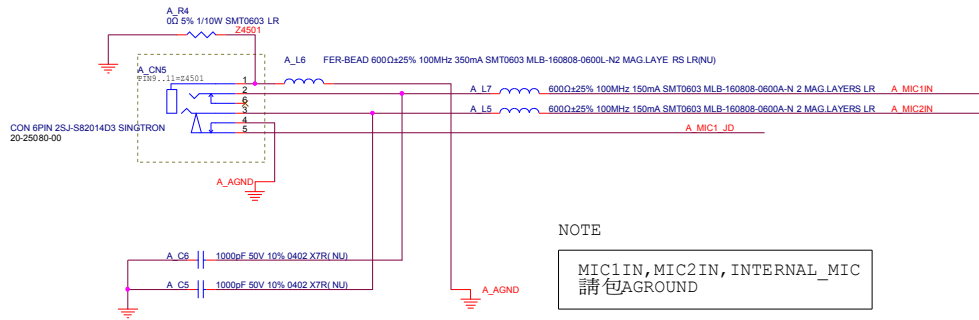 A_R4
0Ω 5% 1/10W SMT0603 LR
Z4501
A_L6 FER-BEAD 600Ω±25% 100MHz 350mA SMT0603 MLB-160808-0600L-N2 MAG.LAYE RS LR(NU)
A_CN5
PIN9..11=Z4501
1
2
6
3
4
5
A_L7 600Ω±25% 100MHz 150mA SMT0603 MLB-160808-0600A-N 2 MAG.LAYERS LR A_MIC1IN
A_L5 600Ω±25% 100MHz 150mA SMT0603 MLB-160808-0600A-N 2 MAG.LAYERS LR A_MIC2IN
CON 6PIN 2SJ-S82014D3 SINGTRON
20-25080-00
A_MIC1_JD
A_AGND
NOTE
A_C6 1000pF 50V 10% 0402 X7R( NU)
MIC1IN,MIC2IN,INTERNAL_MIC
請包AGROUND
A_C5 1000pF 50V 10% 0402 X7R( NU)
A_AGND